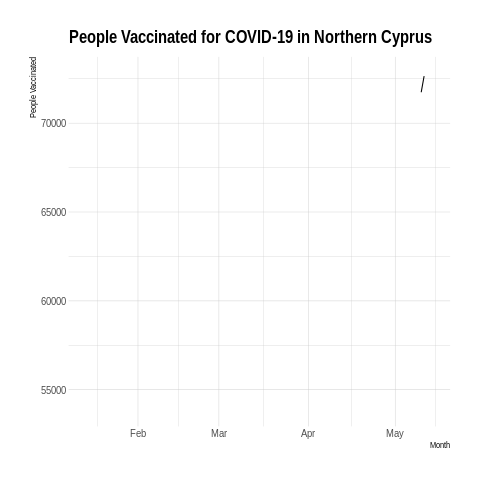 People Vaccinated for COVID-19 in Northern Cyprus
People Vaccinated
70000
65000
60000
55000
Feb Mar Apr May
Month